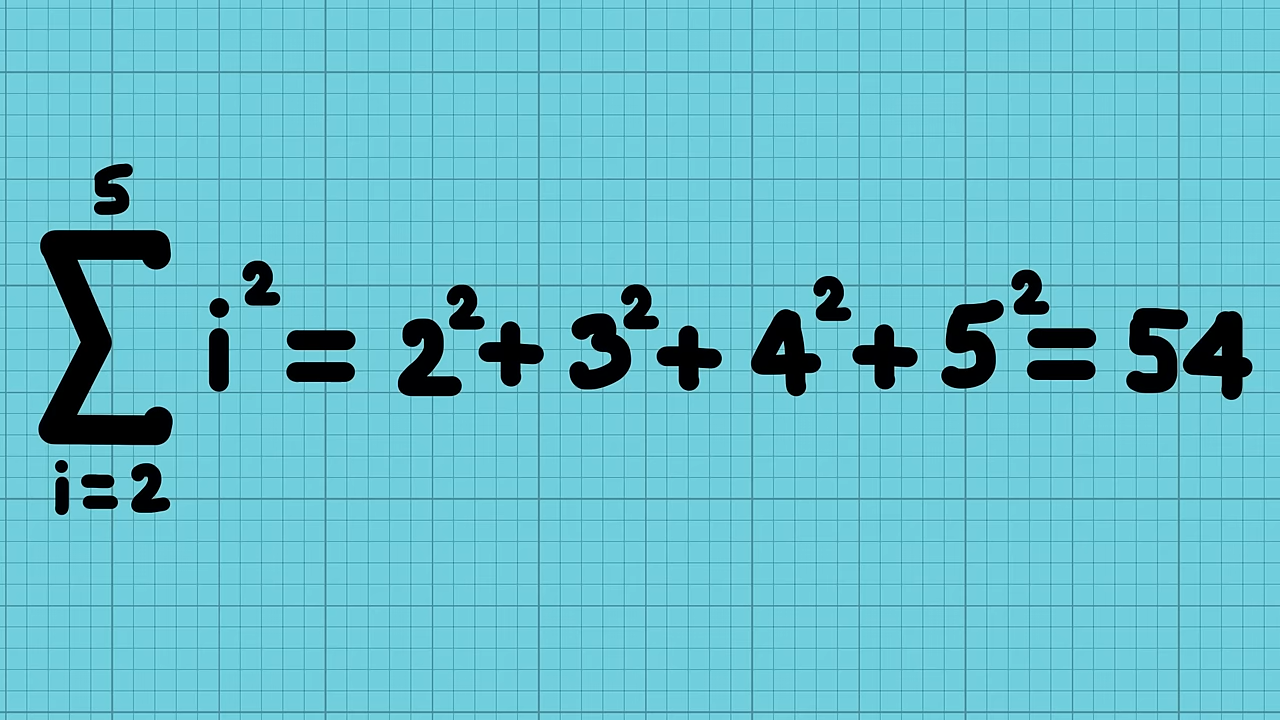 5
∑ i² = 2² + 3² + 4² + 5² = 54
i=2